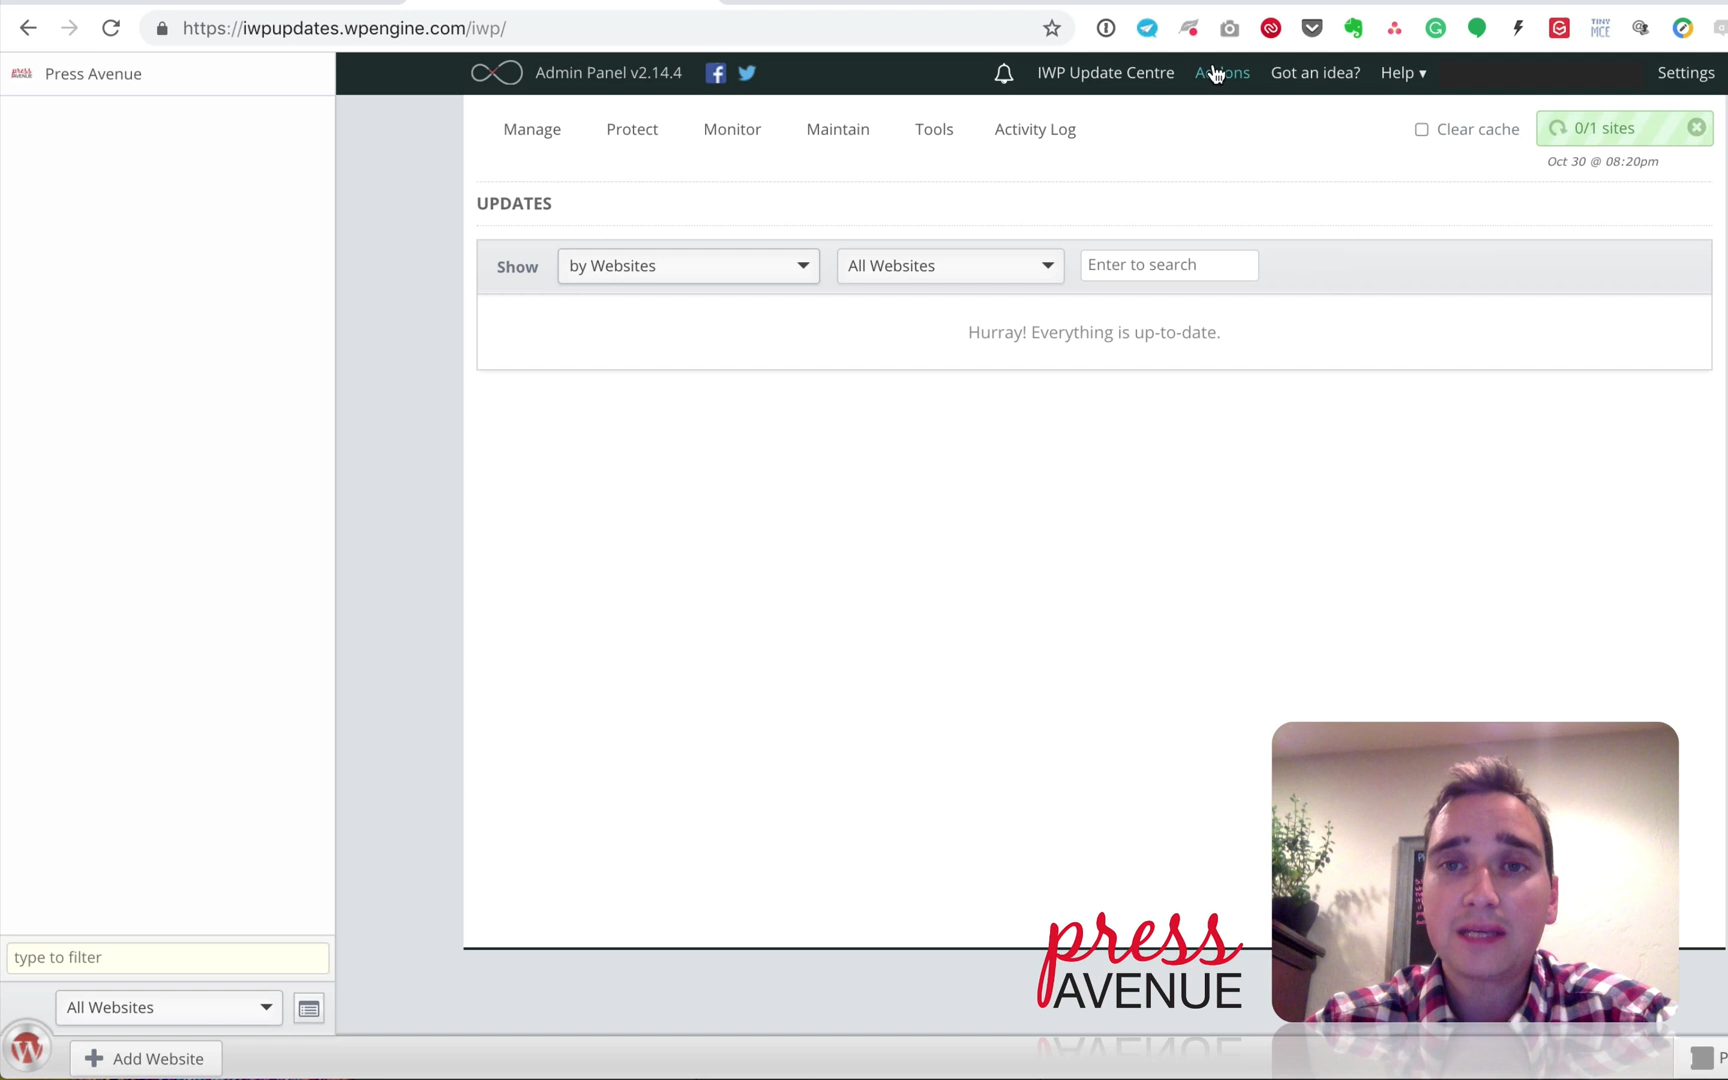 https://iwpupdates.wpengine.com/iwp/
TINY
MCE
Press Avenue
Admin Panel v2.14.4
IWP Update Centre
Got an idea?
Help ▾
Settings
Manage
Protect
Monitor
Maintain
Tools
Activity Log
Clear cache
0/1 sites
Oct 30 @ 08:20pm
UPDATES
Show
by Websites
All Websites
Enter to search
Hurray! Everything is up-to-date.
press
AVENUE
type to filter
All Websites
Add Website